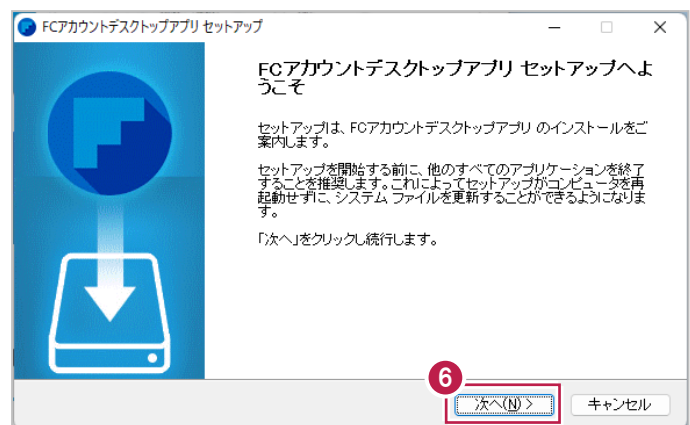 FCアカウントデスクトップアプリ セットアップ
FCアカウントデスクトップアプリ セットアップへよ
うこそ
セットアップは、FCアカウントデスクトップアプリ のインストールをご
案内します。
セットアップを開始する前に、他のすべてのアプリケーションを終了
することを推奨します。これによってセットアップがコンピュータを再
起動せずに、システム ファイルを更新することができるようになりま
す。
「次へ」をクリックし続行します。
6
次へ(N) >
キャンセル